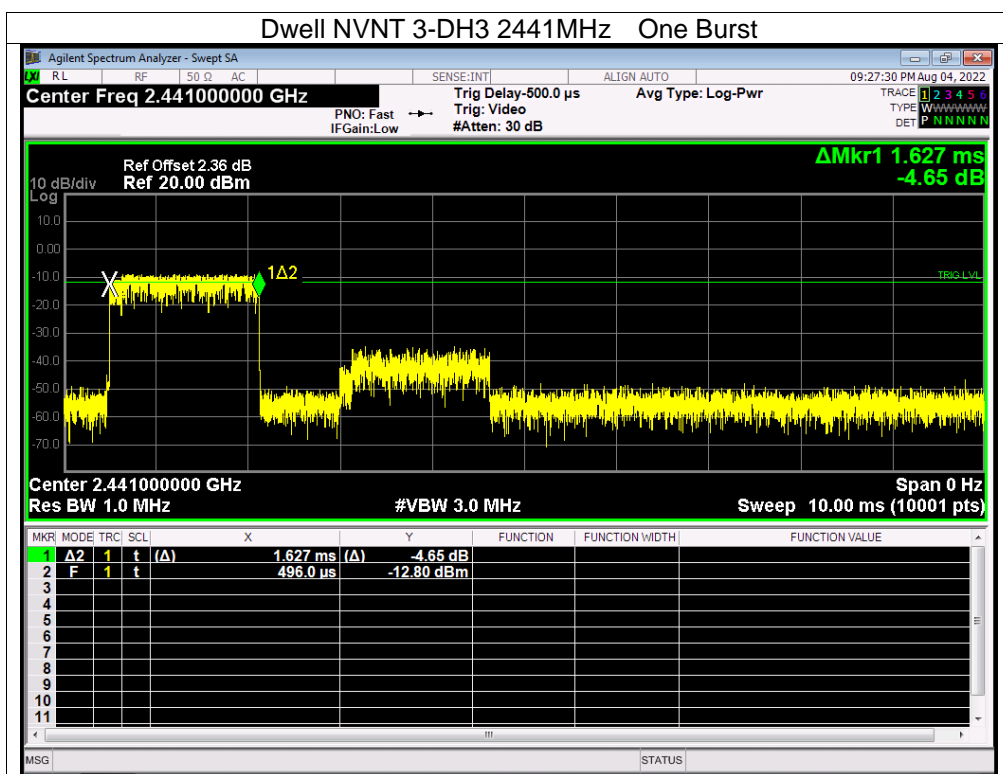 Dwell NVNT 3-DH3 2441MHz One Burst
Agilent Spectrum Analyzer - Swept SA
LXI RL RF 50 Ω AC SENSE:INT ALIGN AUTO 09:27:30 PM Aug 04, 2022
Center Freq 2.441000000 GHz
PNO: Fast
IFGain:Low
Trig Delay-500.0 µs
Trig: Video
#Atten: 30 dB
Avg Type: Log-Pwr
TRACE 1 2 3 4 5 6
TYPE WWWWWW
DET P N N N N N
ΔMkr1 1.627 ms
-4.65 dB
Ref Offset 2.36 dB
10 dB/div Ref 20.00 dBm
Log
10.0
0.00
-10.0
-20.0
-30.0
-40.0
-50.0
-60.0
-70.0
X
1Δ2
TRIG LVL
Center 2.441000000 GHz Span 0 Hz
Res BW 1.0 MHz #VBW 3.0 MHz Sweep 10.00 ms (10001 pts)
MKR MODE TRC SCL X Y FUNCTION FUNCTION WIDTH FUNCTION VALUE
1 Δ2 1 t (Δ) 1.627 ms (Δ) -4.65 dB
2 F 1 t 496.0 µs -12.80 dBm
3
4
5
6
7
8
9
10
11
MSG STATUS